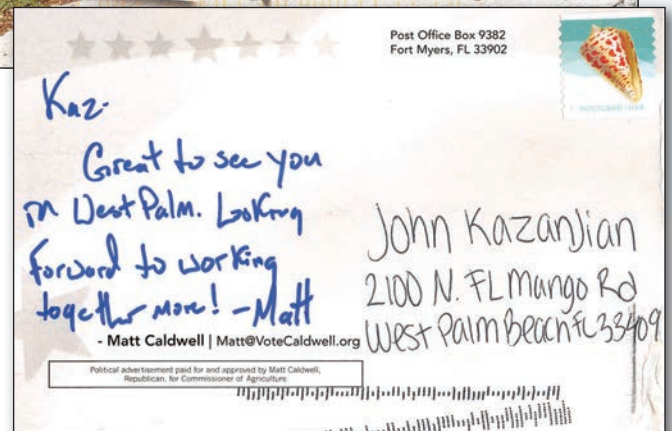 Post Office Box 9382
Fort Myers, FL 33902
Kaz-
Great to see you
in West Palm. Looking
forward to working
together more! -Matt
- Matt Caldwell | Matt@VoteCaldwell.org
Political advertisement paid for and approved by Matt Caldwell,
Republican, for Commissioner of Agriculture
John Kazanjian
2100 N. FL Mango Rd
West Palm Beach FL 33409